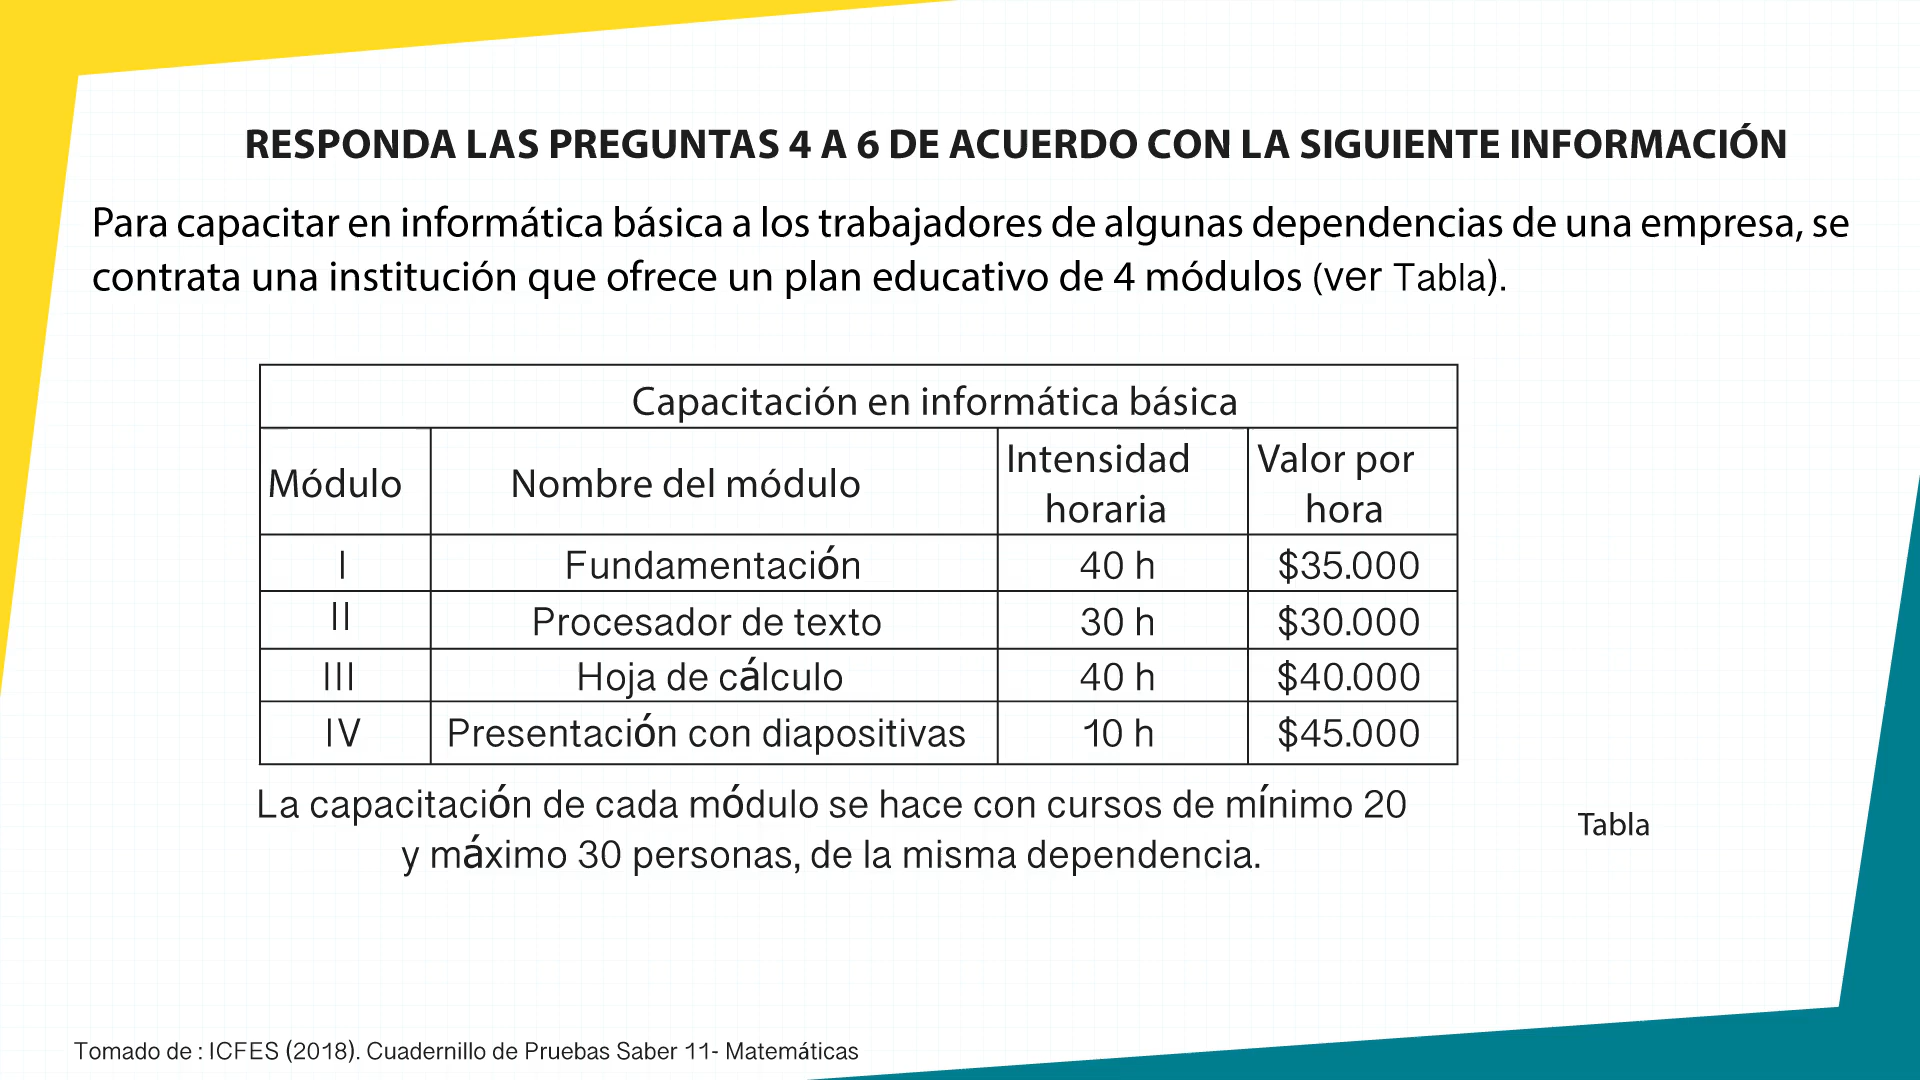 RESPONDA LAS PREGUNTAS 4 A 6 DE ACUERDO CON LA SIGUIENTE INFORMACIÓN
Para capacitar en informática básica a los trabajadores de algunas dependencias de una empresa, se
contrata una institución que ofrece un plan educativo de 4 módulos (ver Tabla).
Capacitación en informática básica
Módulo Nombre del módulo Intensidad horaria Valor por hora
I Fundamentación 40 h $35.000
II Procesador de texto 30 h $30.000
III Hoja de cálculo 40 h $40.000
IV Presentación con diapositivas 10 h $45.000
La capacitación de cada módulo se hace con cursos de mínimo 20
y máximo 30 personas, de la misma dependencia.
Tabla
Tomado de : ICFES (2018). Cuadernillo de Pruebas Saber 11- Matemáticas